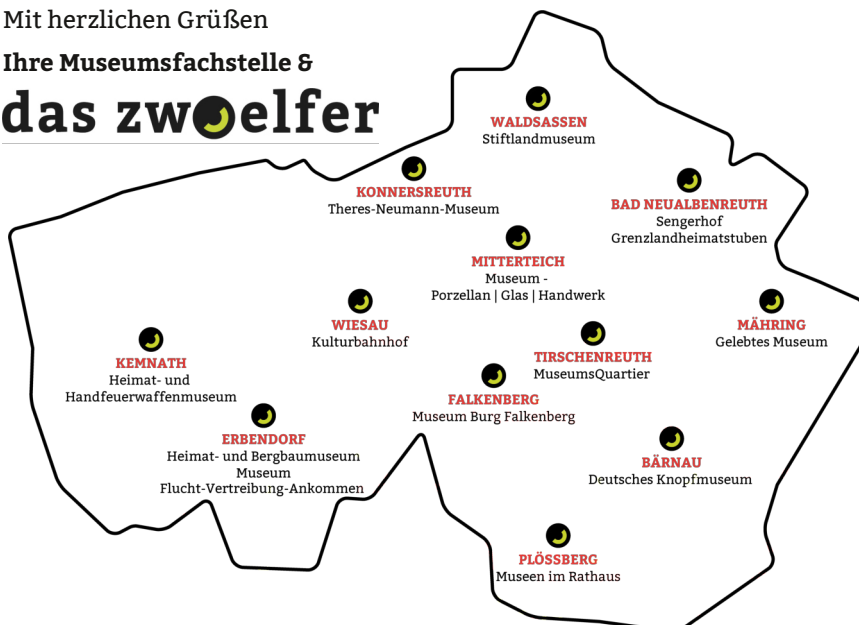 Mit herzlichen Grüßen
Ihre Museumsfachstelle &
das zwoelfer
WALDSASSEN
Stiftlandmuseum
KONNERSREUTH
Theres-Neumann-Museum
BAD NEUALBENREUTH
Sengerhof
Grenzlandheimatstuben
MITTERTEICH
Museum -
Porzellan | Glas | Handwerk
WIESAU
Kulturbahnhof
MÄHRING
Gelebtes Museum
TIRSCHENREUTH
MuseumsQuartier
KEMNATH
Heimat- und
Handfeuerwaffenmuseum
FALKENBERG
Museum Burg Falkenberg
ERBENDORF
Heimat- und Bergbaumuseum
Museum
Flucht-Vertreibung-Ankommen
BÄRNAU
Deutsches Knopfmuseum
PLÖSSBERG
Museen im Rathaus